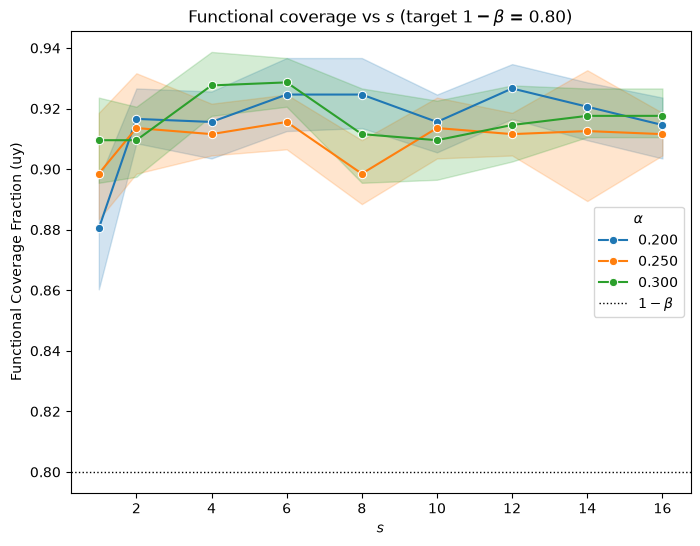 Functional coverage vs s (target 1 − β = 0.80)
Functional Coverage Fraction (uy)
0.94
0.92
0.90
0.88
0.86
0.84
0.82
0.80
α
0.200
0.250
0.300
1 − β
2 4 6 8 10 12 14 16
s